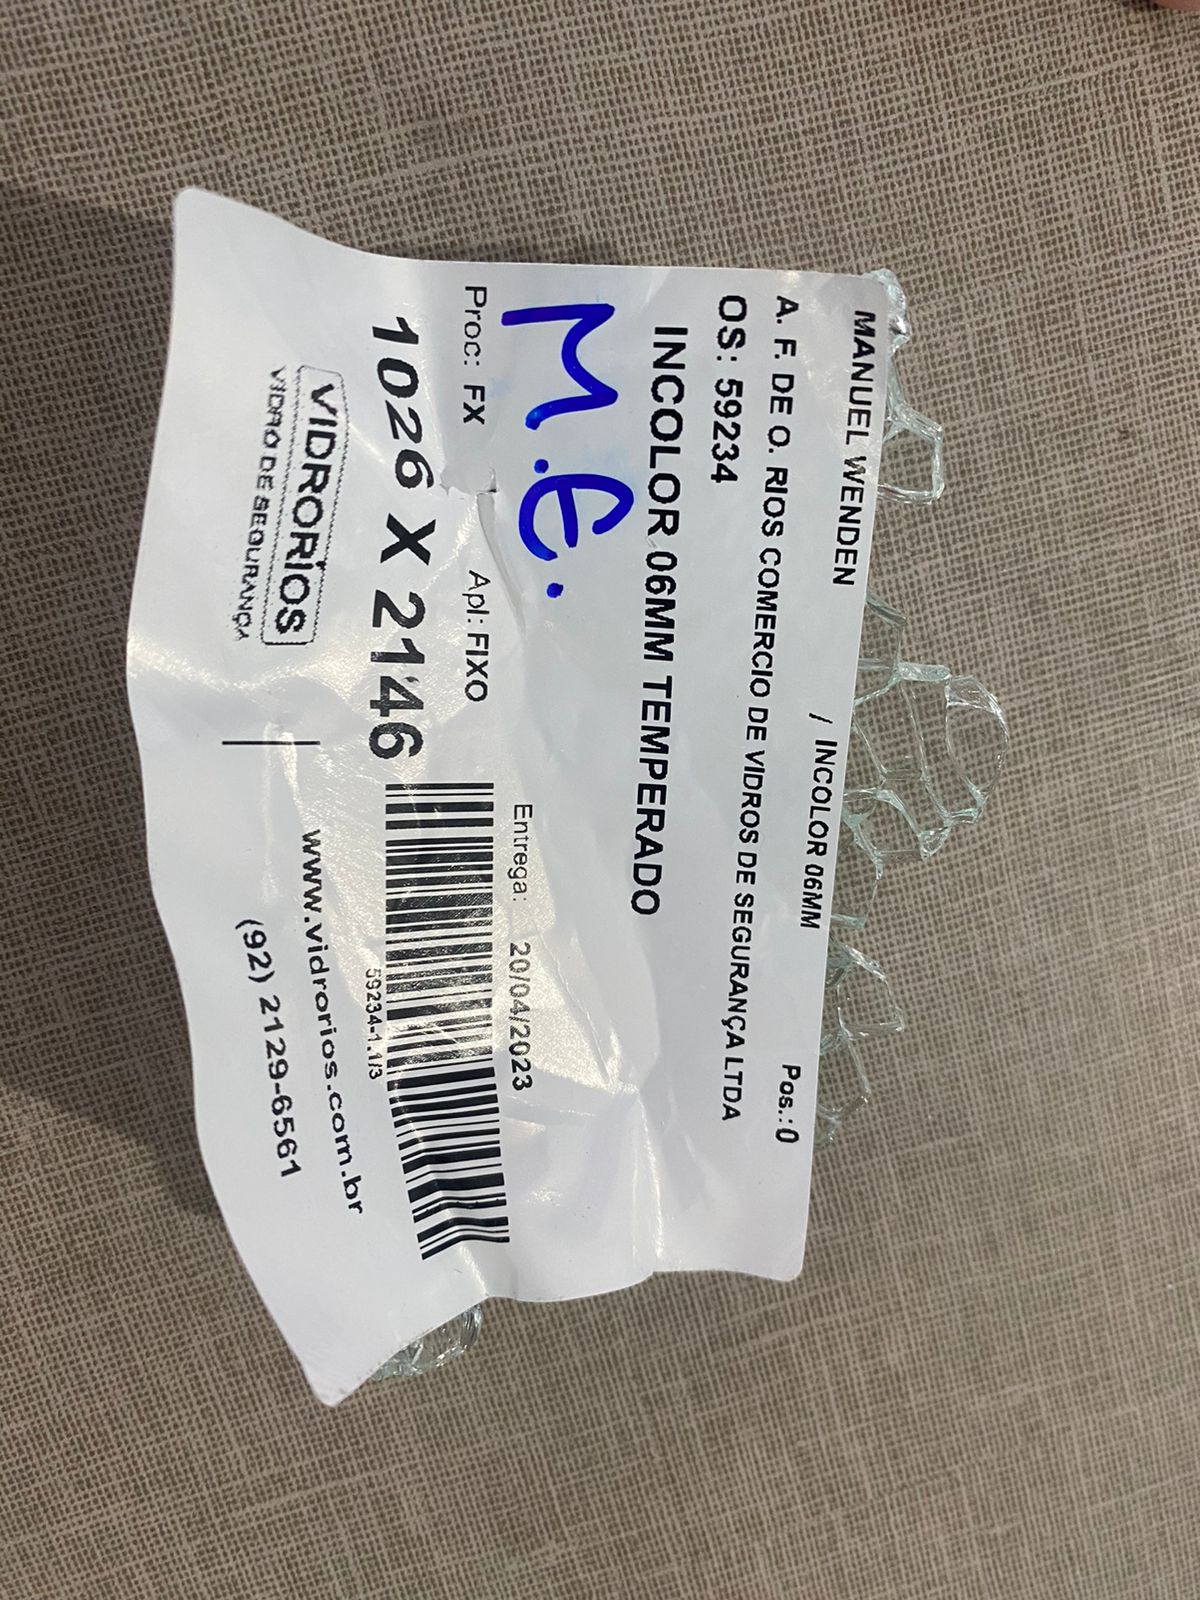 MANUEL WENDEN / INCOLOR 06MM Pos.:0
A. F. DE O. RIOS COMERCIO DE VIDROS DE SEGURANÇA LTDA
OS: 59234
INCOLOR 06MM TEMPERADO
M.E.
Entrega: 20/04/2023
Proc: FX Apl: FIXO
1026 X 2146
59234-1.1/3
VIDRORIOS
VIDRO DE SEGURANÇA
www.vidrorios.com.br
(92) 2129-6561